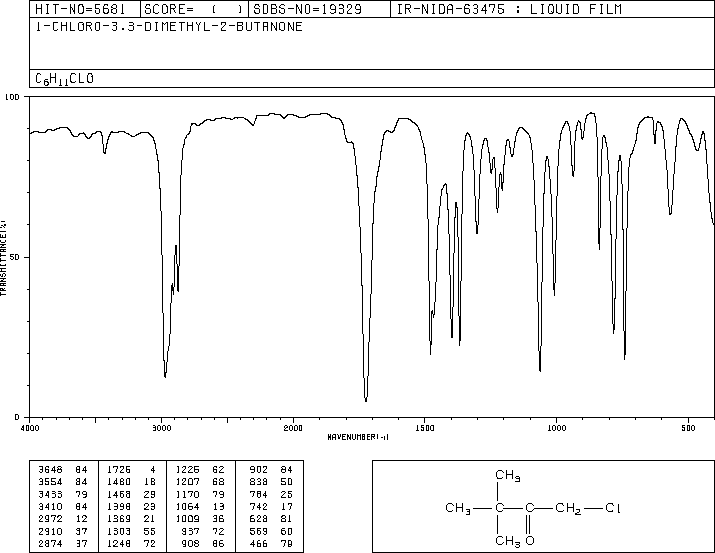 HIT-NO=5681 SCORE= ( ) SDBS-NO=19329 IR-NIDA-63475 : LIQUID FILM
1-CHLORO-3,3-DIMETHYL-2-BUTANONE
C6H11CLO
100
50
0
TRANSMITTANCE(%)
4000 3000 2000 1500 1000 500
WAVENUMBER(-1)
3648 84 1726 4 1226 62 902 84
3554 84 1480 18 1207 68 838 50
3433 79 1468 29 1170 79 784 25
3410 84 1398 23 1064 13 742 17
2972 12 1369 21 1009 36 628 81
2910 37 1303 55 937 72 569 60
2874 37 1248 72 908 86 466 79
CH3
CH3—C—C—CH2—Cl
CH3 O